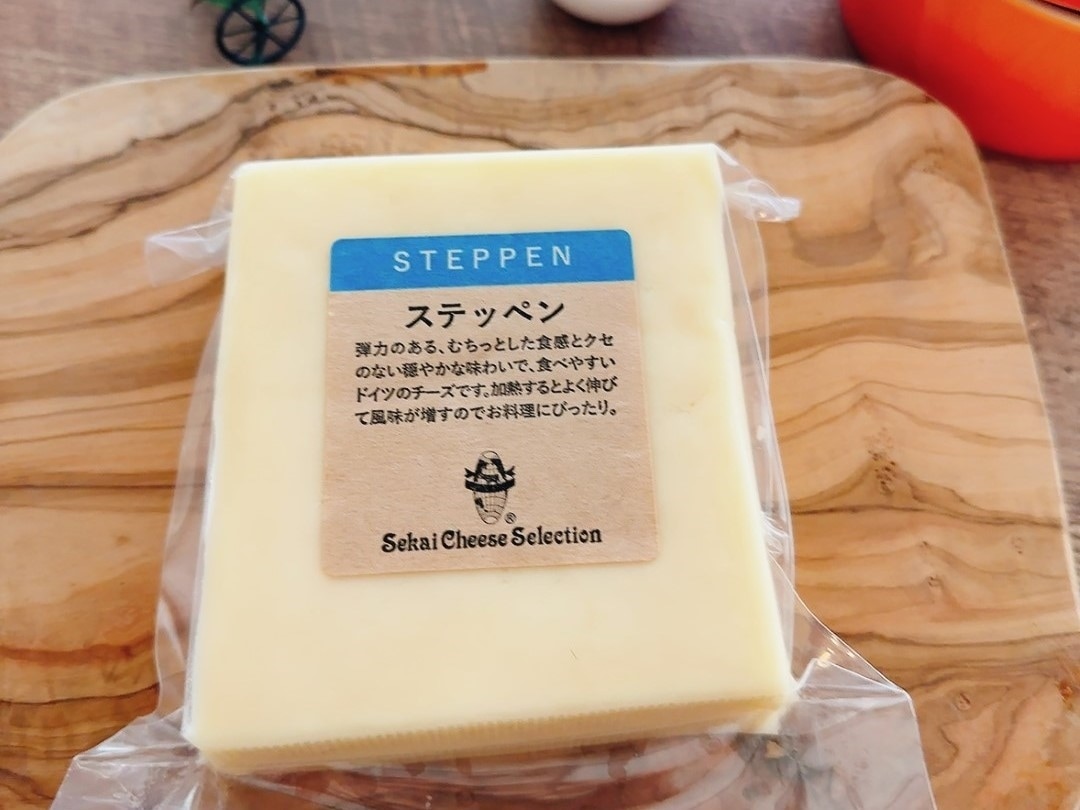 STEPPEN
ステッペン
弾力のある、むちっとした食感とクセ
のない穏やかな味わいで、食べやすい
ドイツのチーズです。加熱するとよく伸び
て風味が増すのでお料理にぴったり。
®
Sekai Cheese Selection